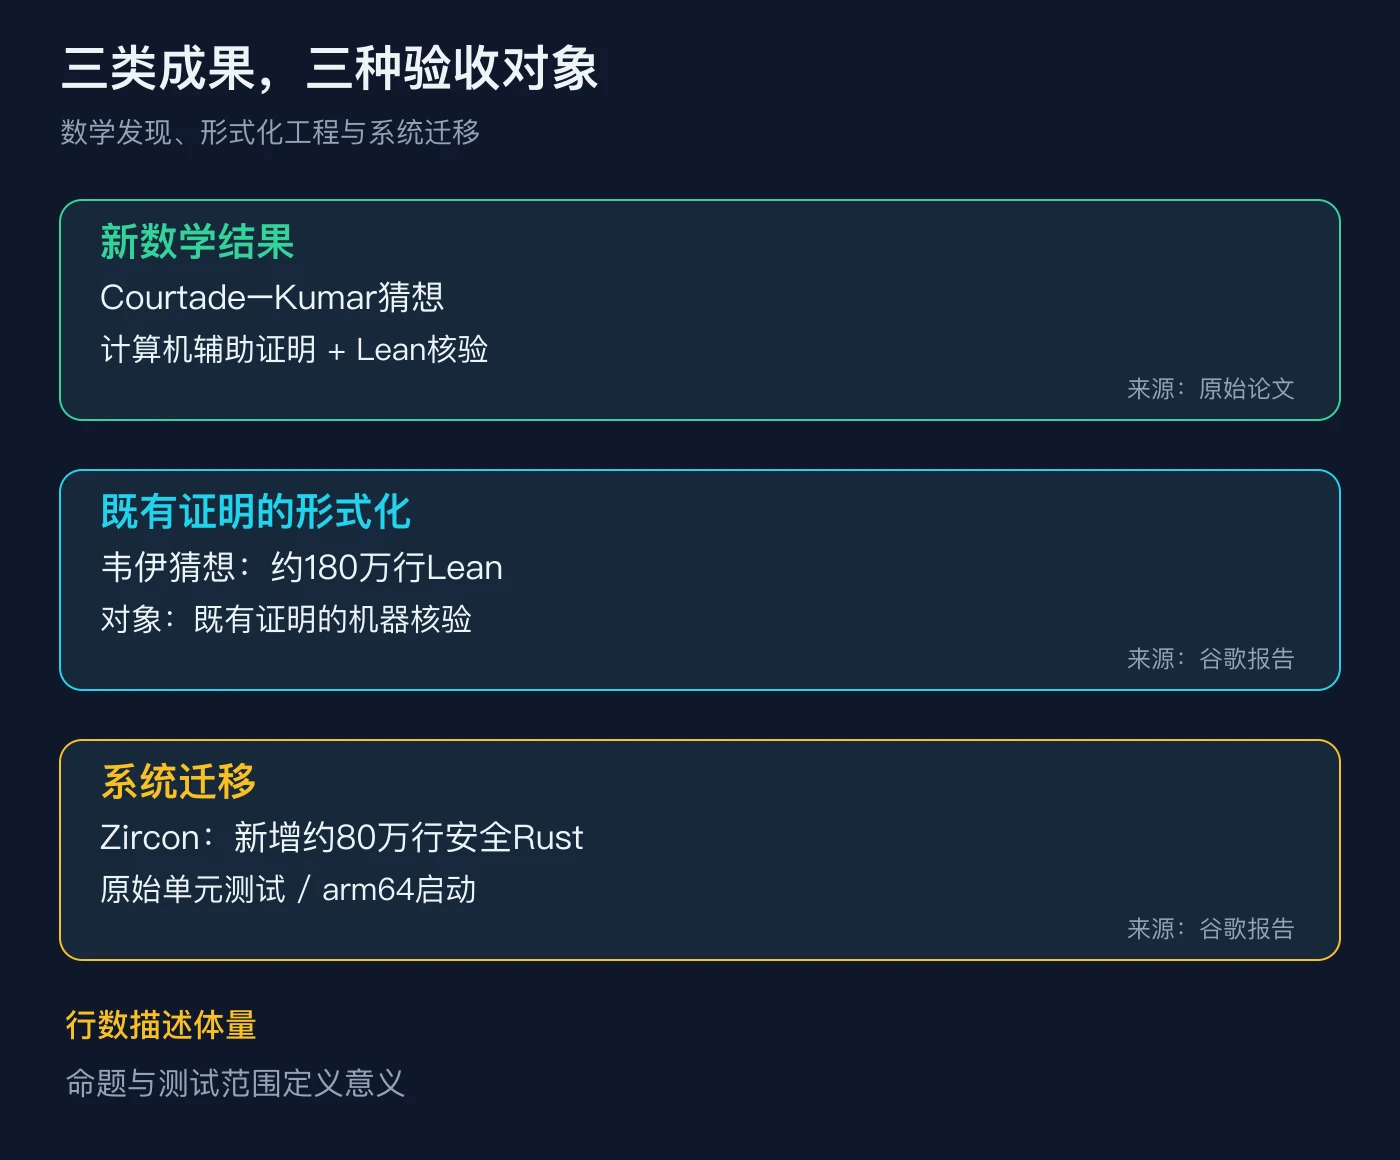 三类成果，三种验收对象
数学发现、形式化工程与系统迁移
新数学结果
Courtade—Kumar猜想
计算机辅助证明 + Lean核验
来源：原始论文
既有证明的形式化
韦伊猜想：约180万行Lean
对象：既有证明的机器核验
来源：谷歌报告
系统迁移
Zircon：新增约80万行安全Rust
原始单元测试 / arm64启动
来源：谷歌报告
行数描述体量
命题与测试范围定义意义